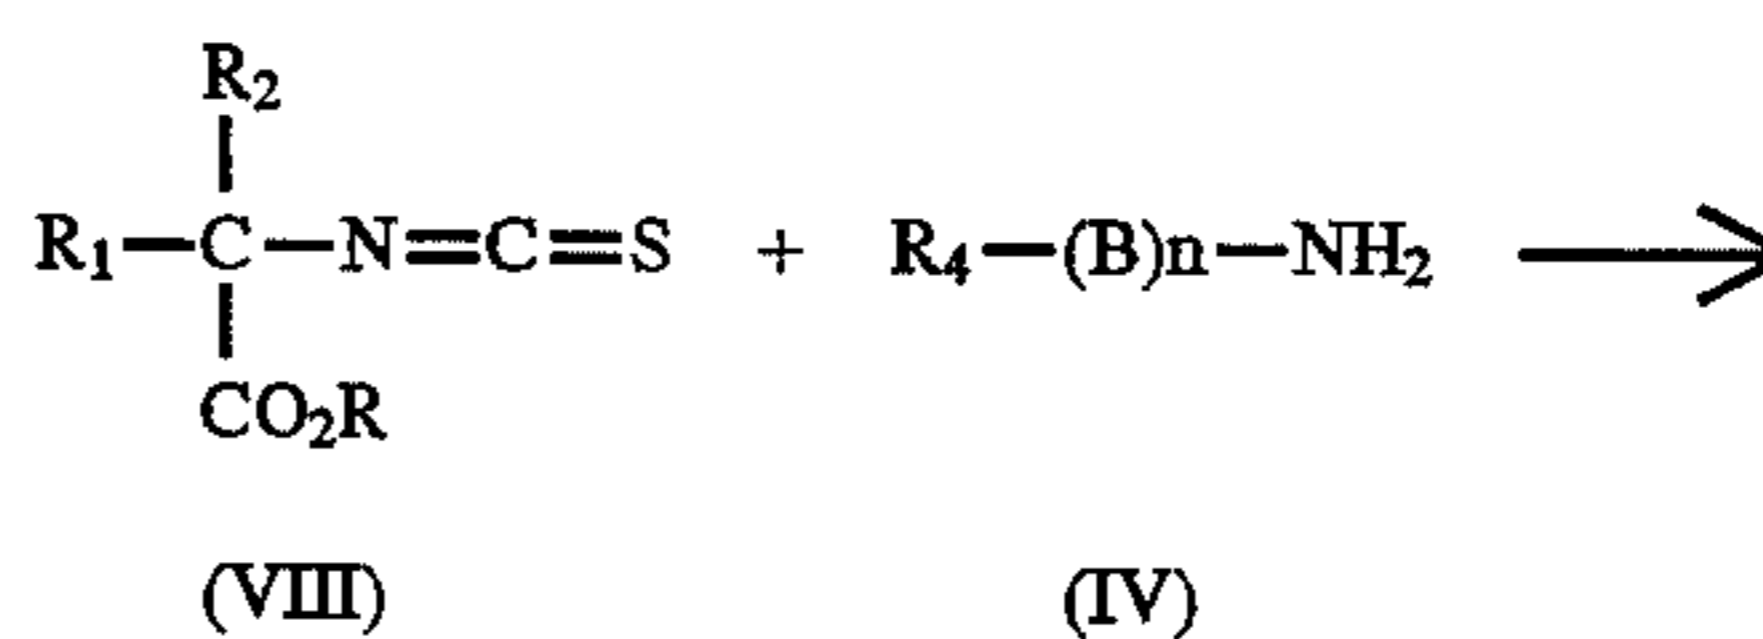 R₂
R₁—C—N=C=S + R₄—(B)n—NH₂ →
CO₂R
(VIII) (IV)